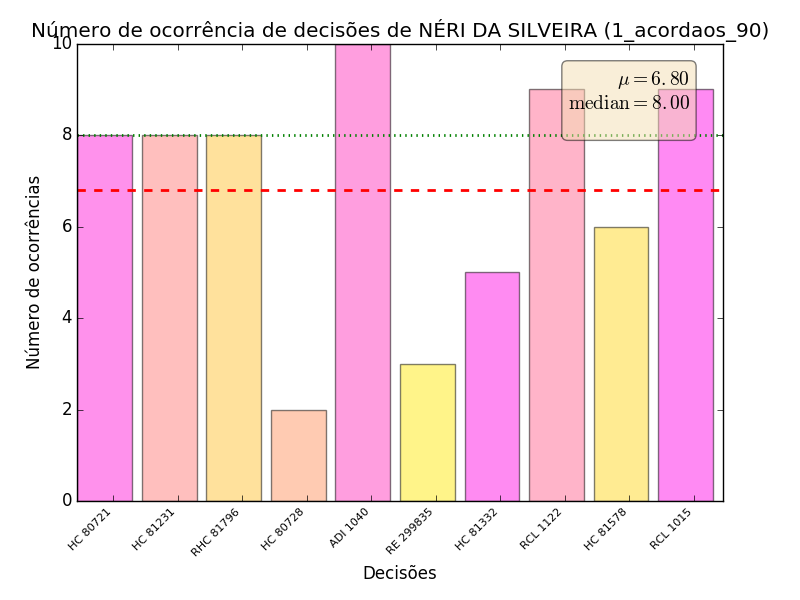 Número de ocorrência de decisões de NÉRI DA SILVEIRA (1_acordaos_90)
μ = 6.80
median = 8.00
Número de ocorrências
10
8
6
4
2
0
HC 80721
HC 81231
RHC 81796
HC 80728
ADI 1040
RE 299835
HC 81332
RCL 1122
HC 81578
RCL 1015
Decisões